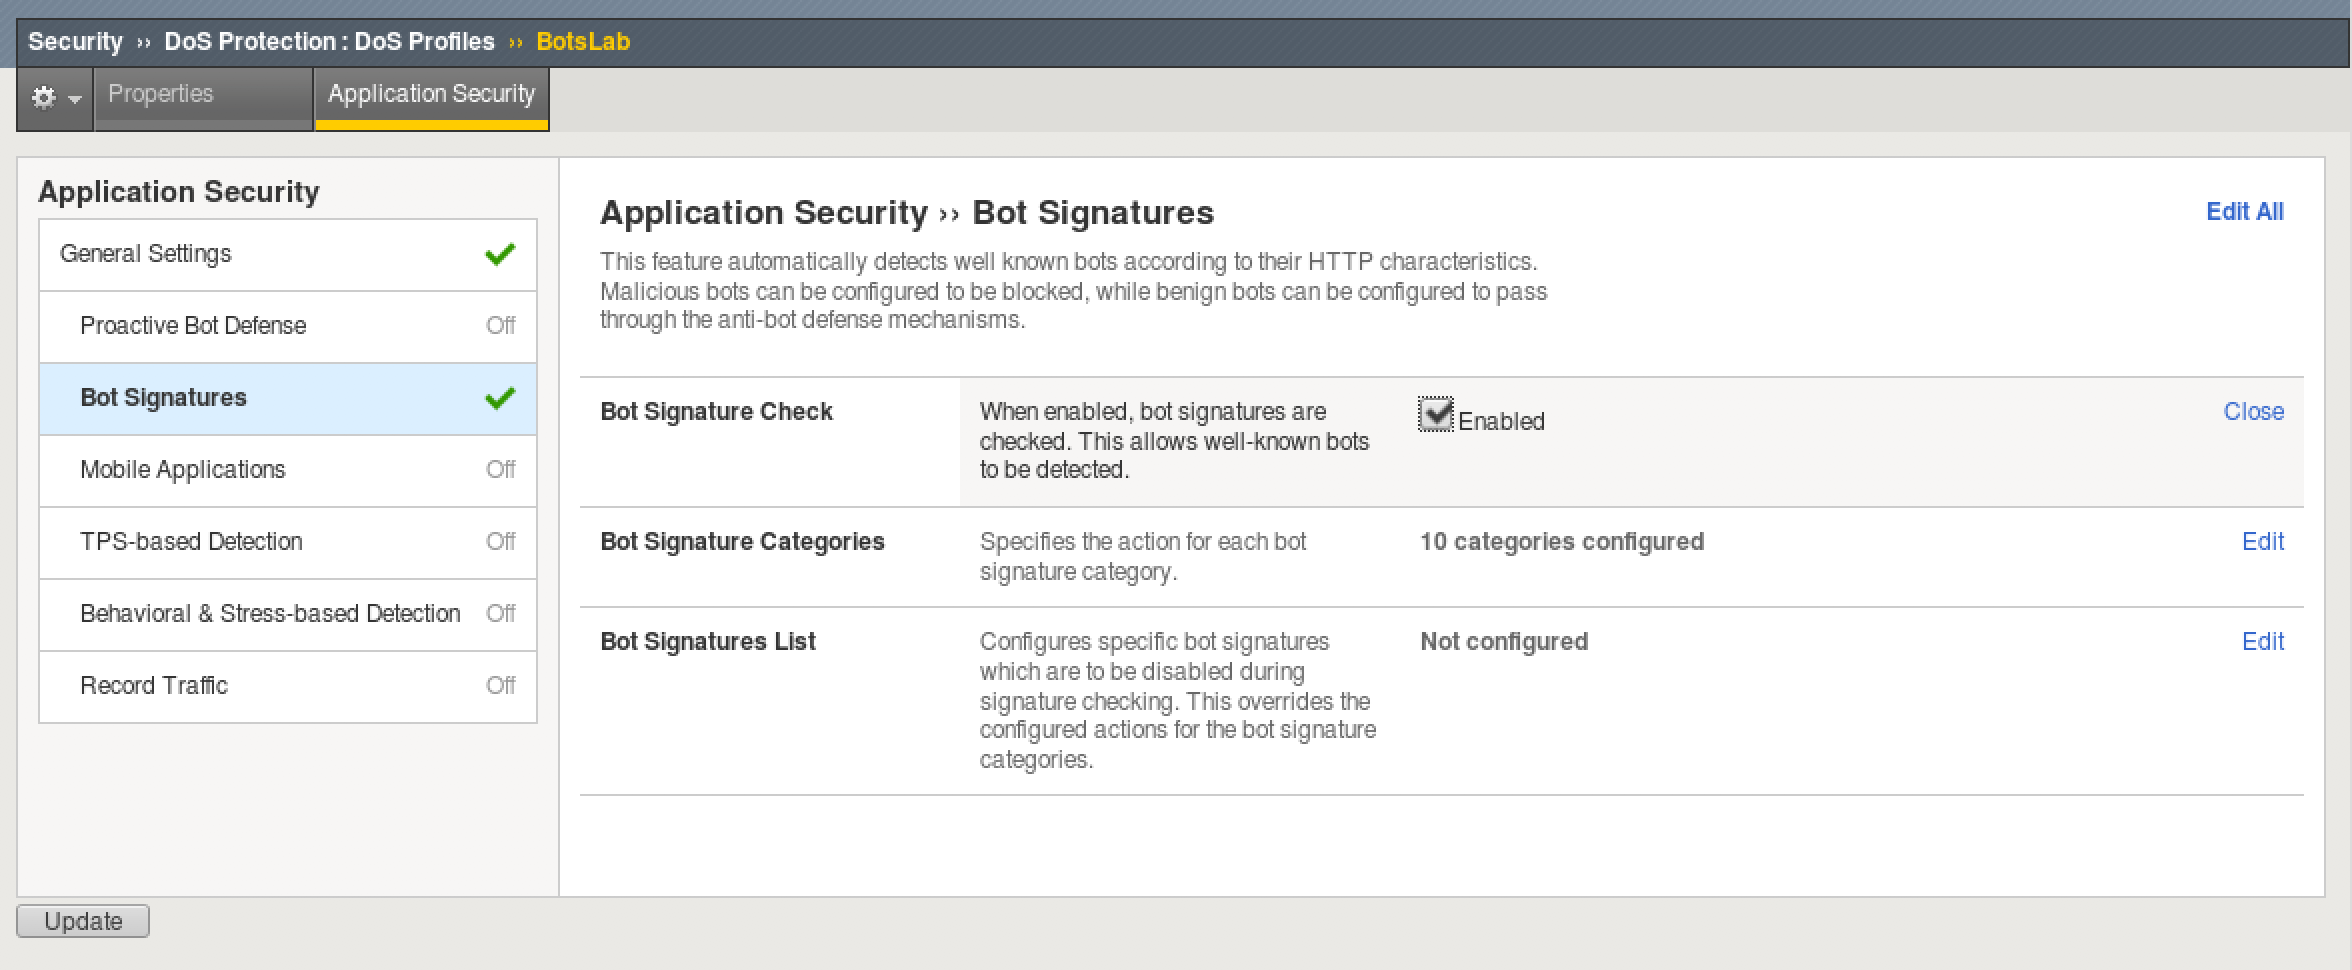 Security ›› DoS Protection : DoS Profiles ›› BotsLab
Properties
Application Security
Application Security
General Settings
Proactive Bot Defense Off
Bot Signatures
Mobile Applications Off
TPS-based Detection Off
Behavioral & Stress-based Detection Off
Record Traffic Off
Application Security ›› Bot Signatures
Edit All
This feature automatically detects well known bots according to their HTTP characteristics.
Malicious bots can be configured to be blocked, while benign bots can be configured to pass
through the anti-bot defense mechanisms.
Bot Signature Check
When enabled, bot signatures are
checked. This allows well-known bots
to be detected.
Enabled
Close
Bot Signature Categories
Specifies the action for each bot
signature category.
10 categories configured
Edit
Bot Signatures List
Configures specific bot signatures
which are to be disabled during
signature checking. This overrides the
configured actions for the bot signature
categories.
Not configured
Edit
Update